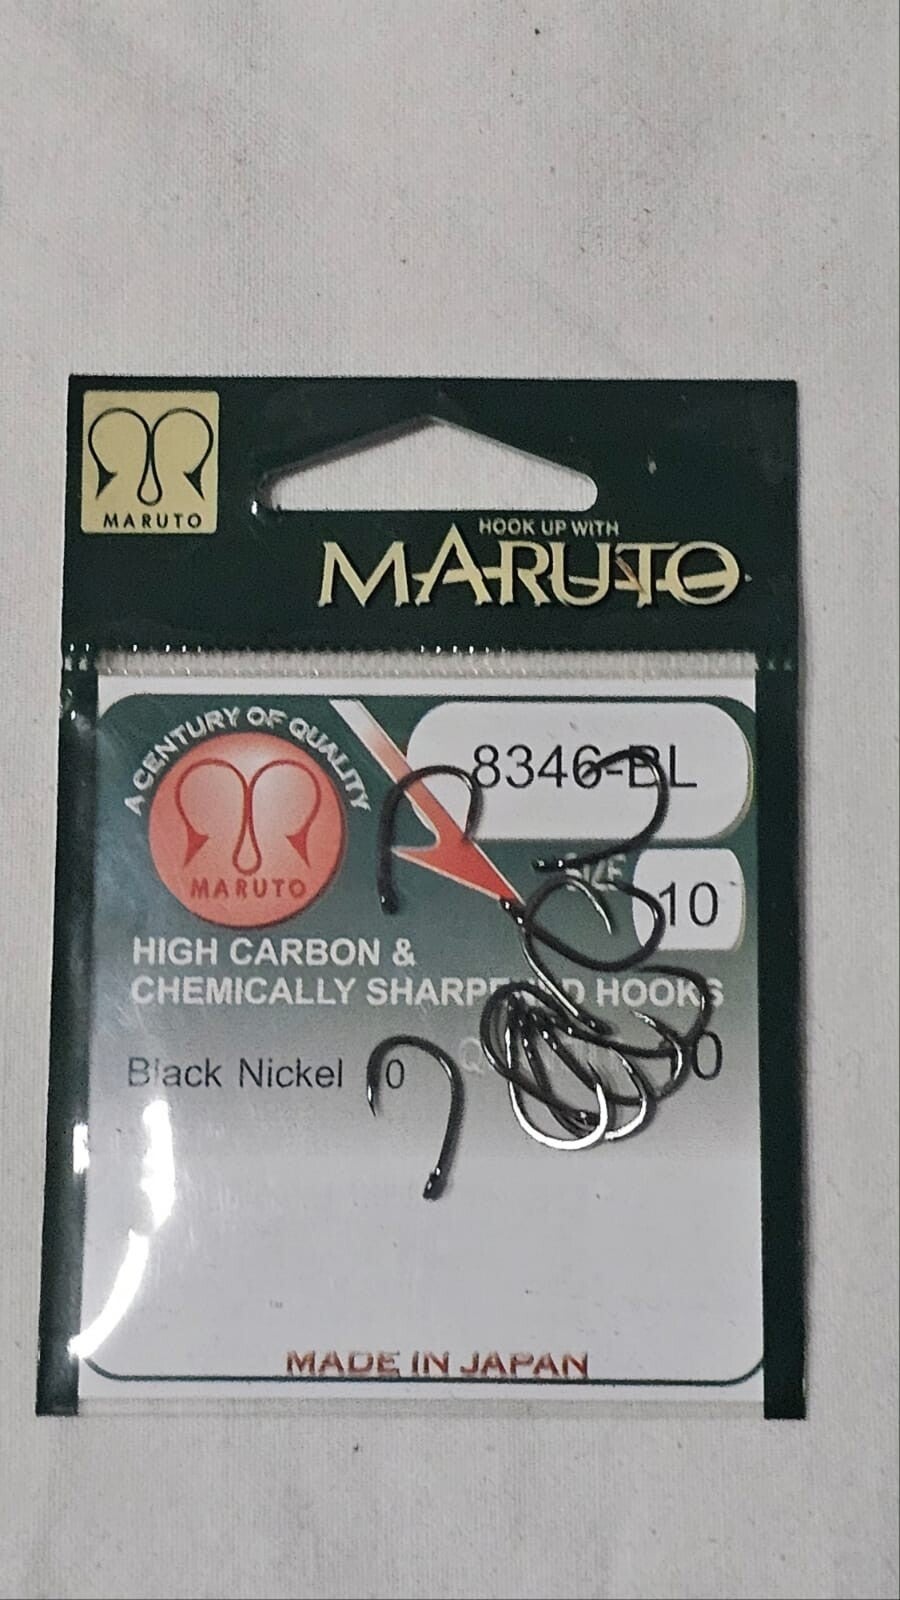 MARUTO
HOOK UP WITH
MARUTO
A CENTURY OF QUALITY
MARUTO
8346-BL
SIZE
10
HIGH CARBON &
CHEMICALLY SHARPENED HOOKS
Black Nickel
MADE IN JAPAN